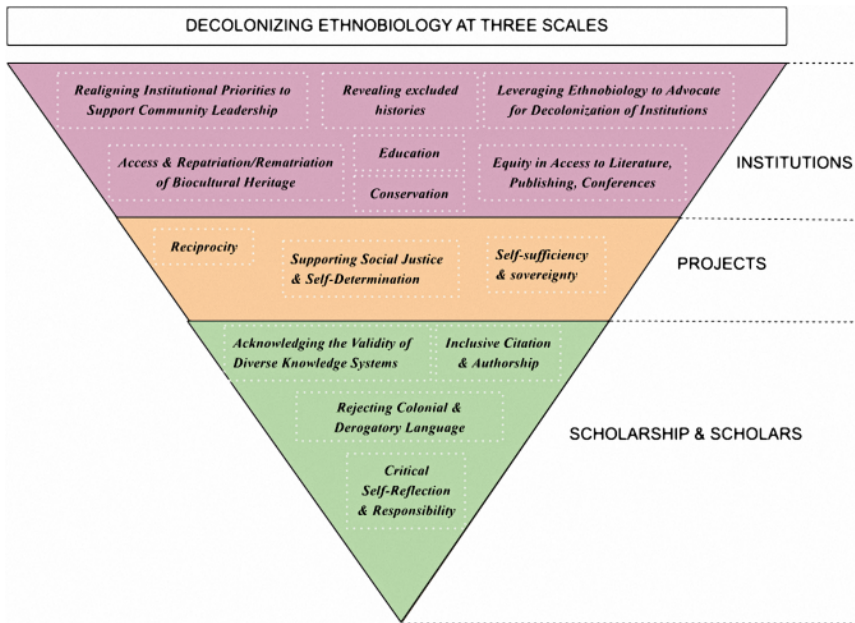 DECOLONIZING ETHNOBIOLOGY AT THREE SCALES
Realigning Institutional Priorities to
Support Community Leadership
Revealing excluded
histories
Leveraging Ethnobiology to Advocate
for Decolonization of Institutions
Access & Repatriation/Rematriation
of Biocultural Heritage
Education
Conservation
Equity in Access to Literature,
Publishing, Conferences
INSTITUTIONS
Reciprocity
Supporting Social Justice
& Self-Determination
Self-sufficiency
& sovereignty
PROJECTS
Acknowledging the Validity of
Diverse Knowledge Systems
Inclusive Citation
& Authorship
Rejecting Colonial &
Derogatory Language
Critical
Self-Reflection
& Responsibility
SCHOLARSHIP & SCHOLARS